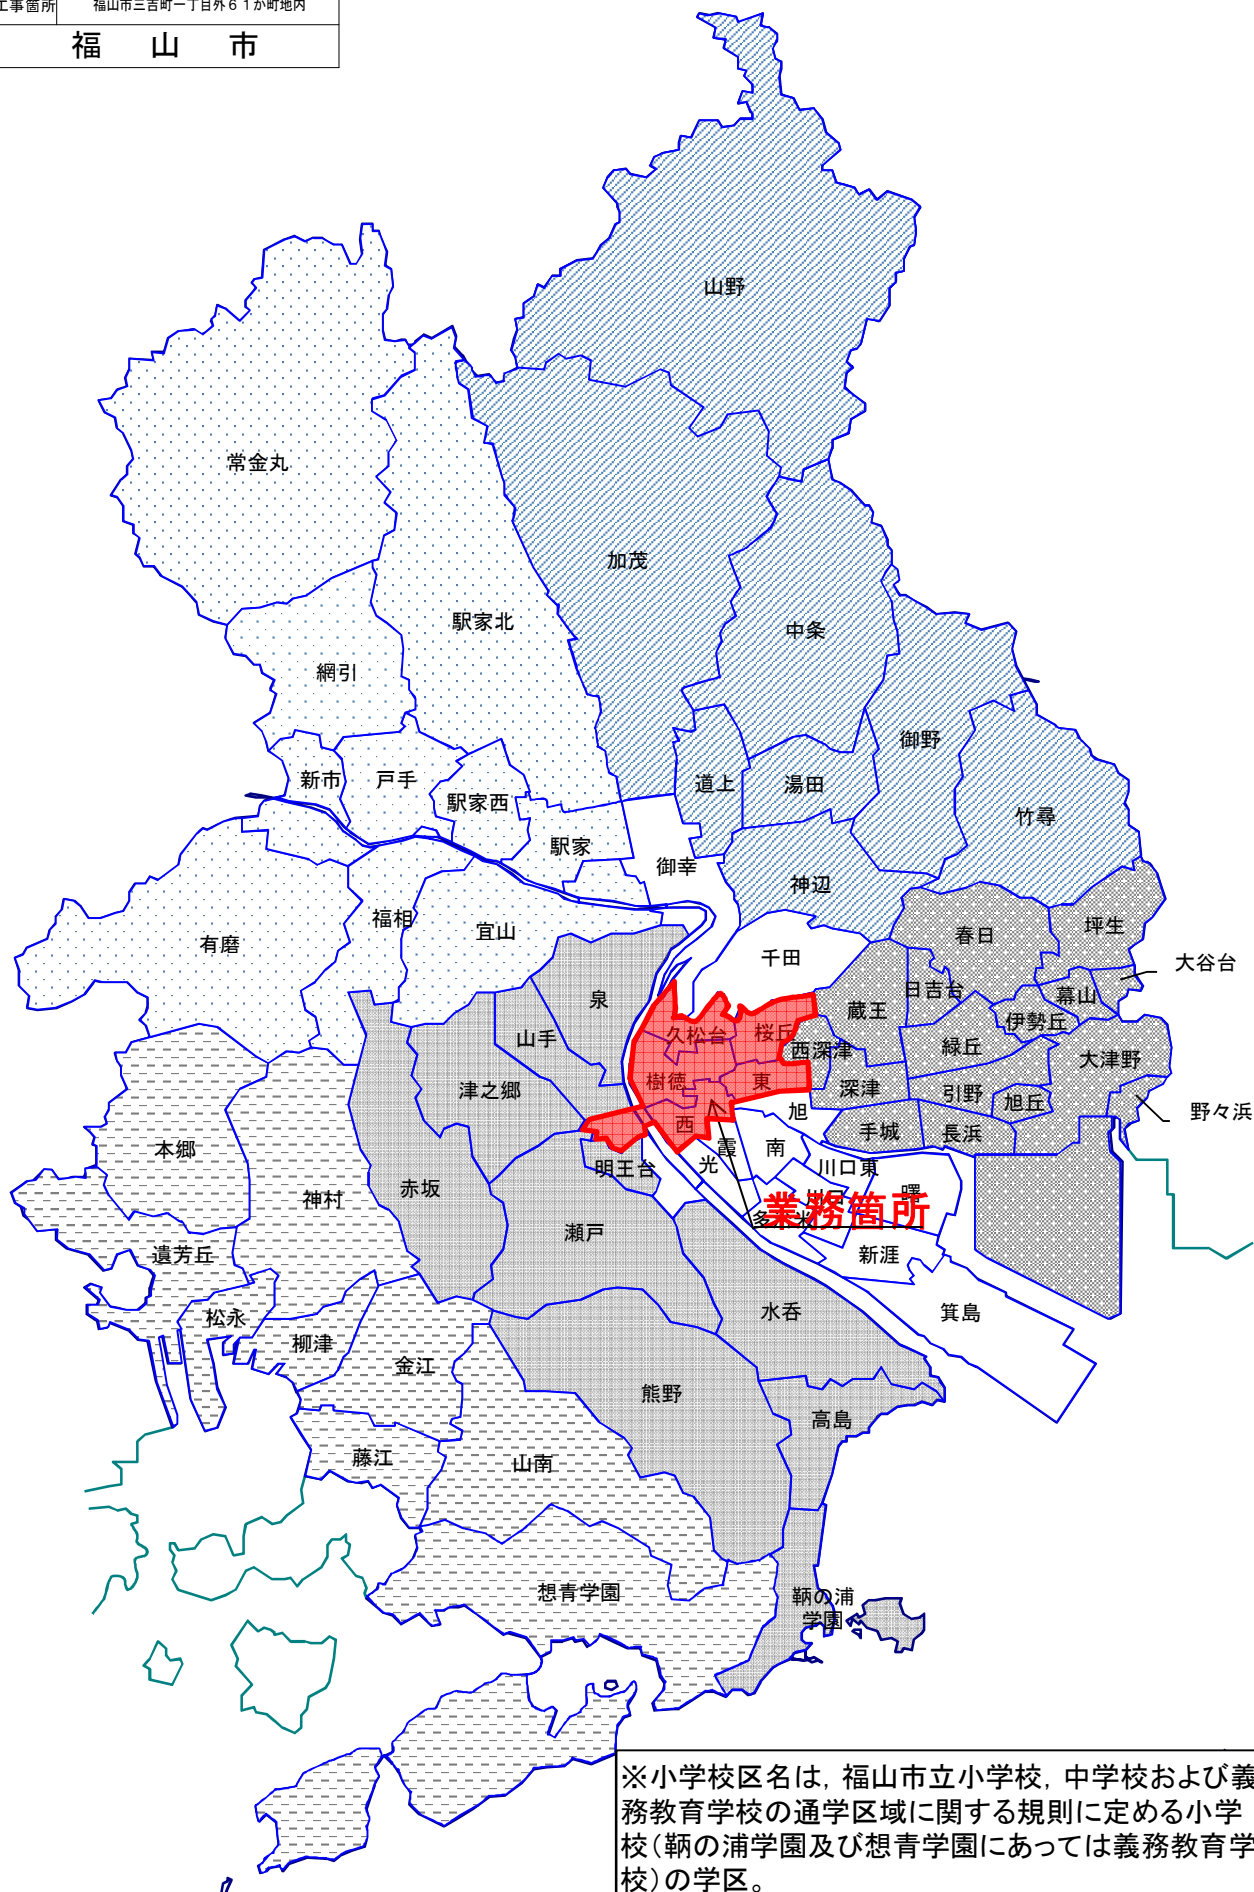 工事箇所 福山市三吉町一丁目外６１か町地内
福山市
山野
常金丸
加茂
駅家北
中条
網引
御野
新市
戸手
道上
湯田
駅家西
竹尋
駅家
御幸
神辺
福相
宜山
有磨
春日
坪生
千田
大谷台
泉
日吉台
幕山
蔵王
伊勢丘
山手
久松台
桜丘
西深津
緑丘
大津野
津之郷
樹徳
東
深津
引野
旭丘
旭
野々浜
西
手城
長浜
本郷
霞
南
光
明王台
川口東
赤坂
神村
川口
曙
多
米
業務箇所
瀬戸
遺芳丘
新涯
松永
水呑
箕島
柳津
金江
熊野
高島
藤江
山南
想青学園
鞆の浦
学園
※小学校区名は，福山市立小学校，中学校および義
務教育学校の通学区域に関する規則に定める小学
校（鞆の浦学園及び想青学園にあっては義務教育学
校）の学区。